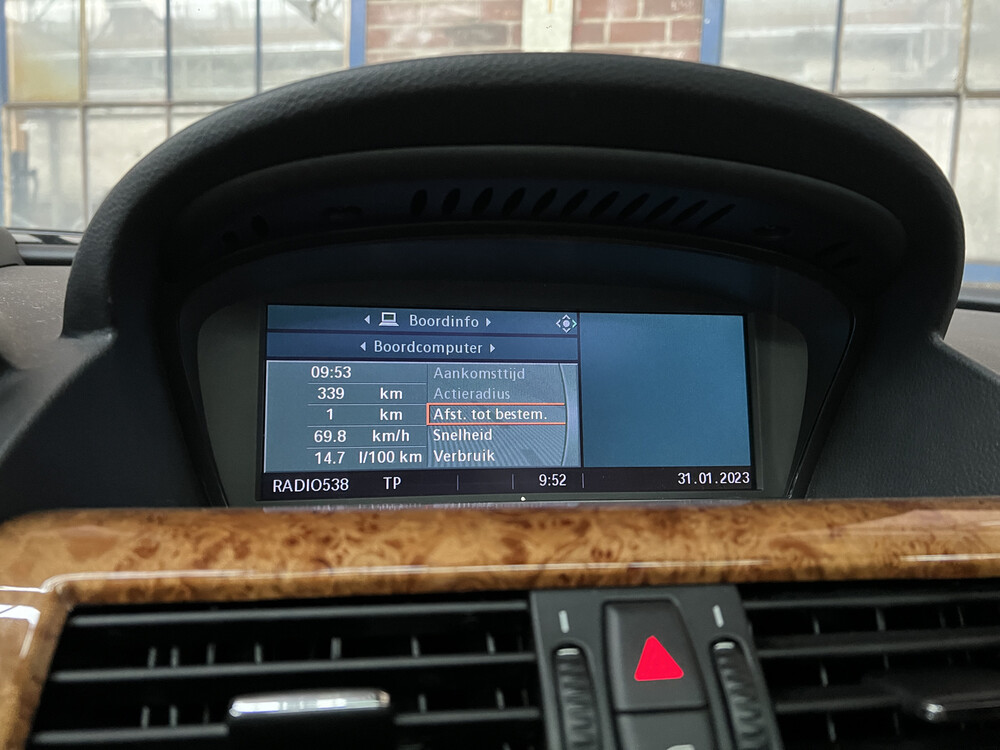 Boordinfo
Boordcomputer
09:53 Aankomsttijd
339 km Actieradius
1 km Afst. tot bestem.
69.8 km/h Snelheid
14.7 l/100 km Verbruik
RADIO538 TP 9:52 31.01.2023